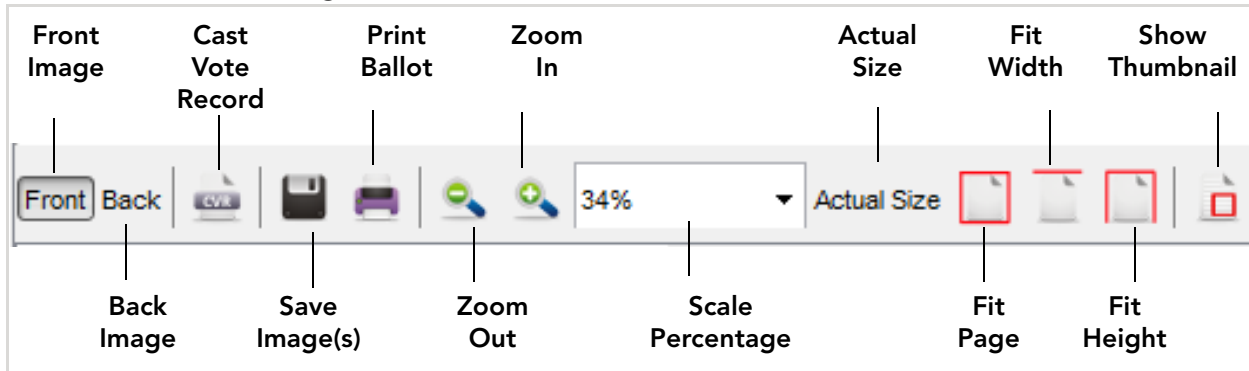 Front
Image
Cast
Vote
Record
Print
Ballot
Zoom
In
Actual
Size
Fit
Width
Show
Thumbnail
Front Back CVR 34% Actual Size
Back
Image
Save
Image(s)
Zoom
Out
Scale
Percentage
Fit
Page
Fit
Height